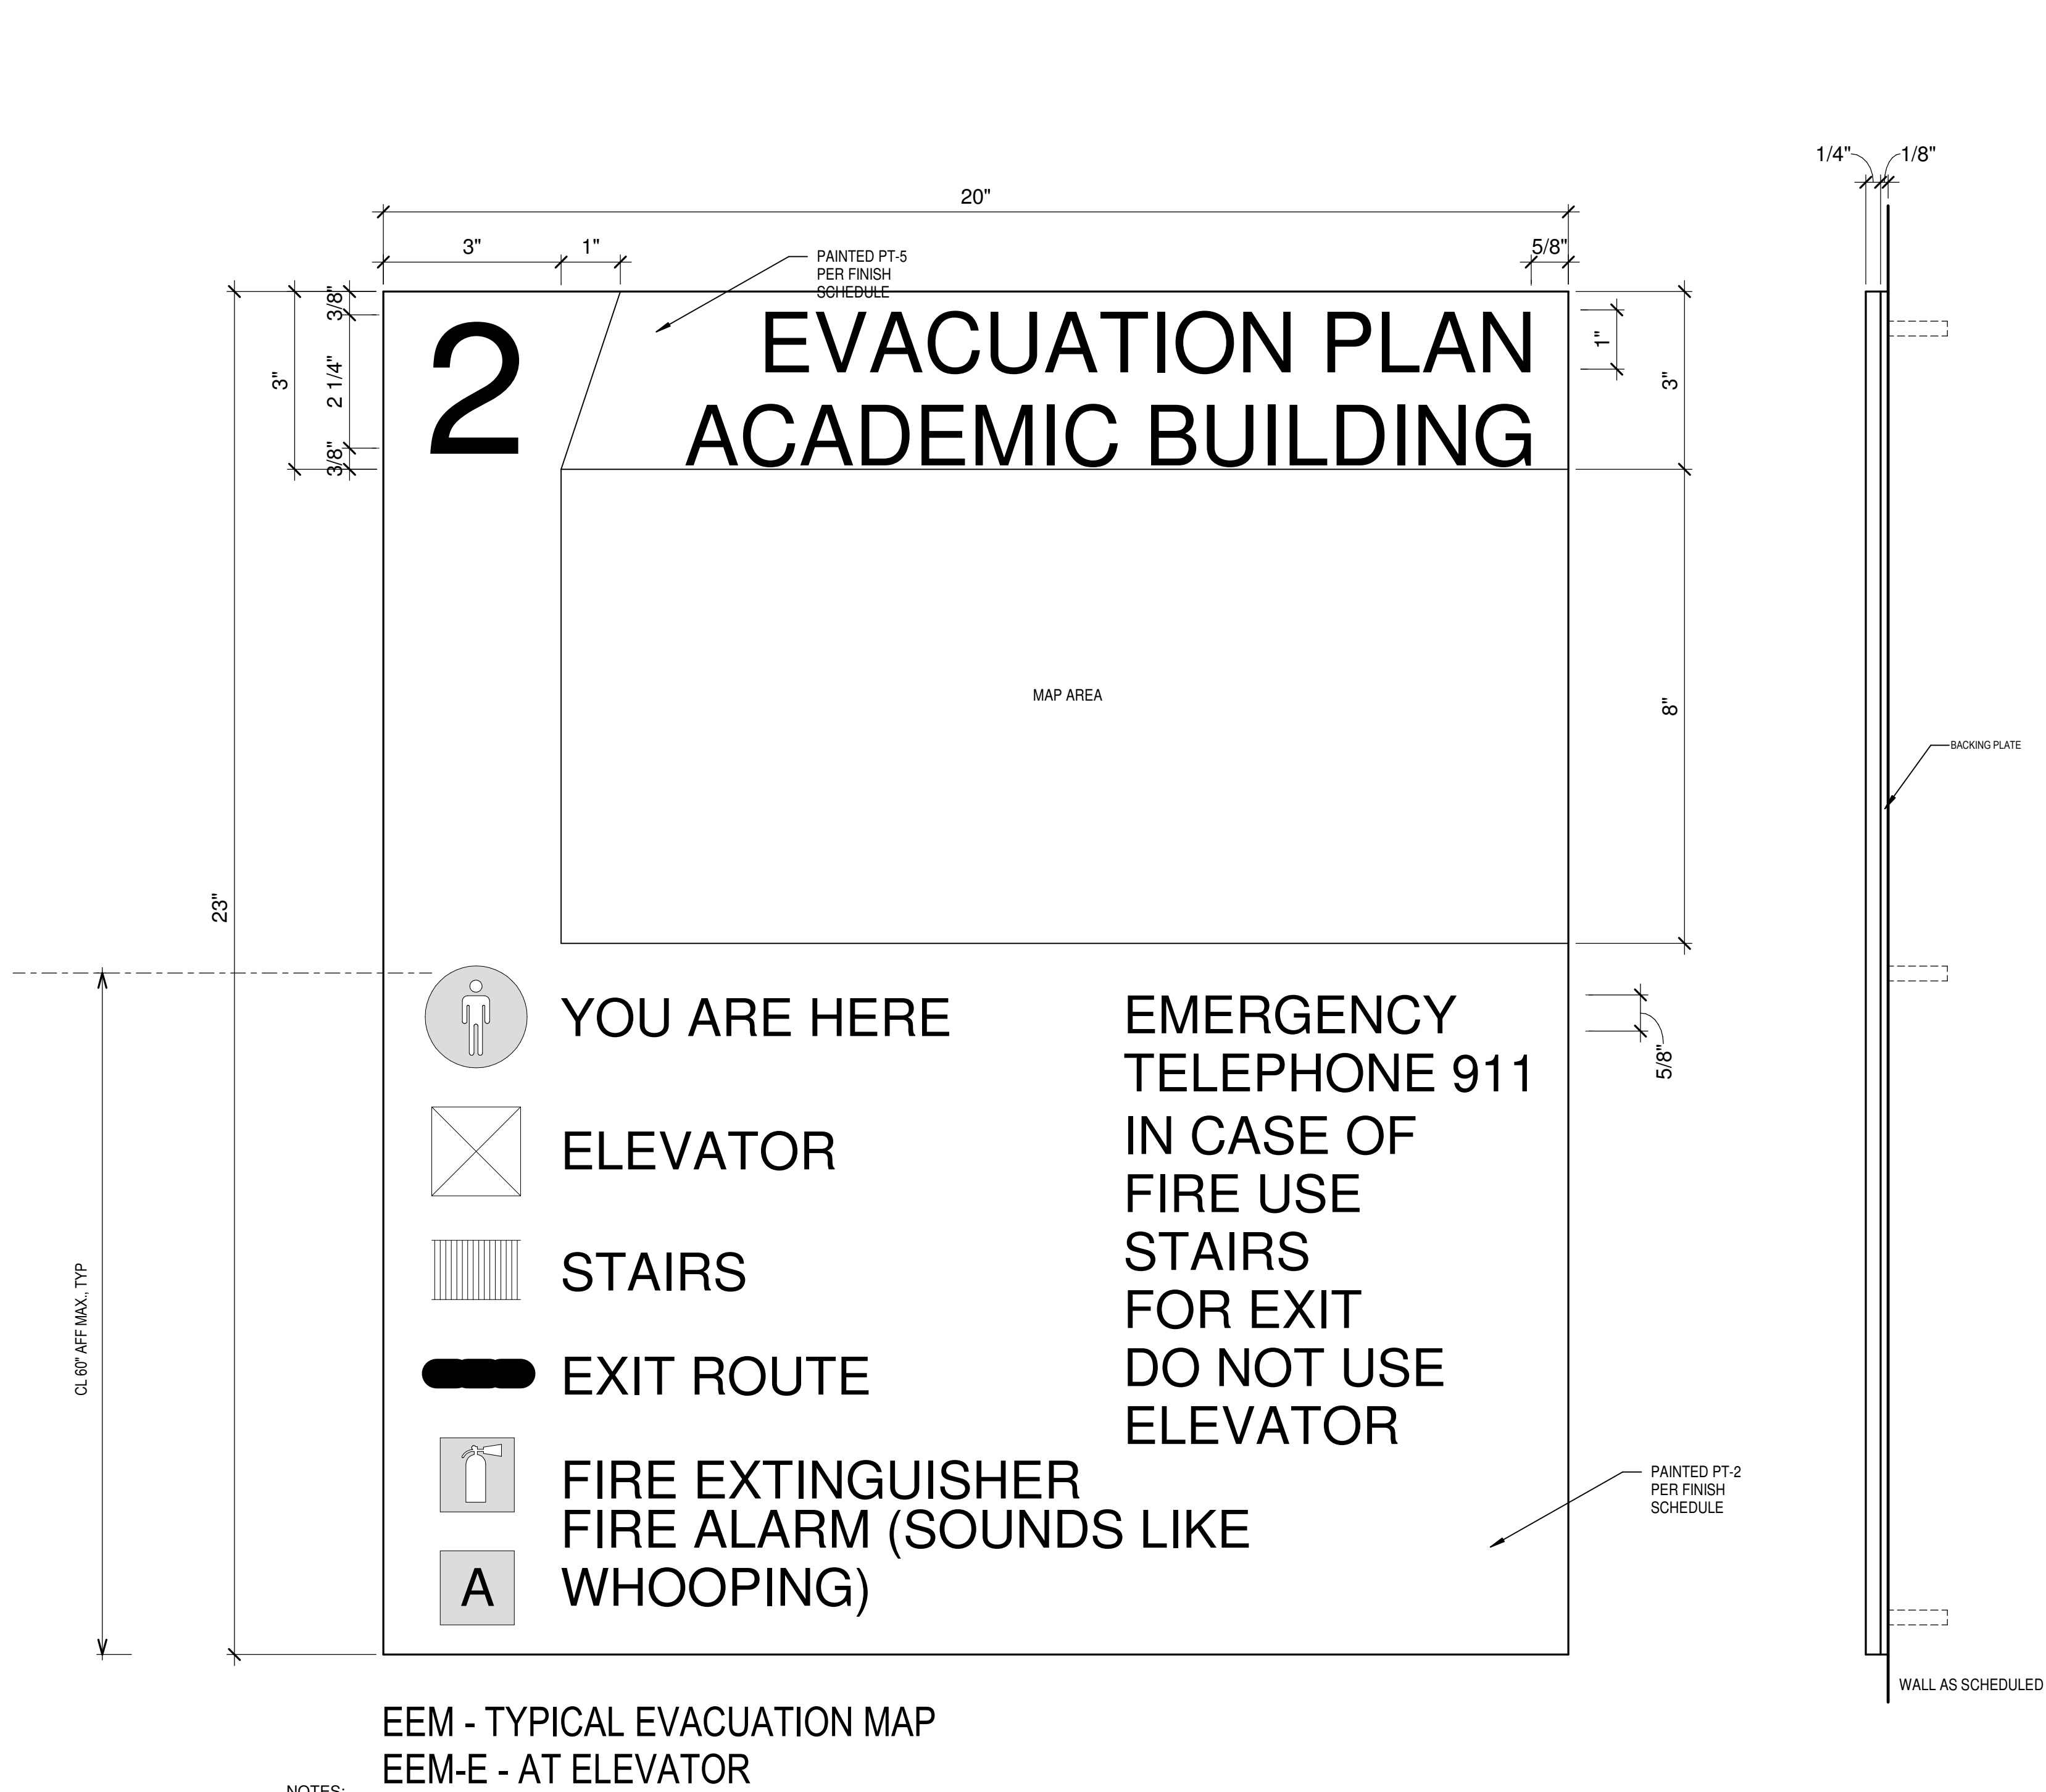 1/4"
1/8"
20"
3"
1"
5/8"
PAINTED PT-5
PER FINISH
SCHEDULE
3/8"
2 1/4"
3/8"
3"
23"
2
EVACUATION PLAN
ACADEMIC BUILDING
1"
3"
MAP AREA
8"
BACKING PLATE
YOU ARE HERE
ELEVATOR
STAIRS
EXIT ROUTE
FIRE EXTINGUISHER
FIRE ALARM (SOUNDS LIKE
A
WHOOPING)
EMERGENCY
TELEPHONE 911
IN CASE OF
FIRE USE
STAIRS
FOR EXIT
DO NOT USE
ELEVATOR
5/8"
CL 60" AFF MAX., TYP
PAINTED PT-2
PER FINISH
SCHEDULE
WALL AS SCHEDULED
EEM - TYPICAL EVACUATION MAP
EEM-E - AT ELEVATOR
NOTES: